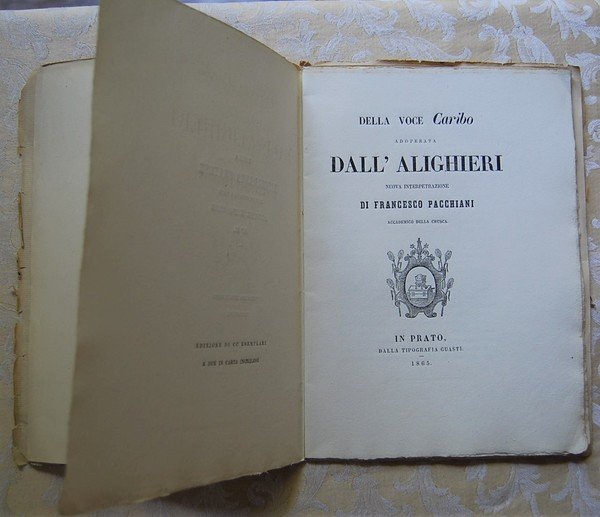 EDIZIONE DI CC ESEMPLARI
E DUE IN CARTA INGLESE
DELLA VOCE Caribo
ADOPERATA
DALL' ALIGHIERI
NUOVA INTERPETRAZIONE
DI FRANCESCO PACCHIANI
ACCADEMICO DELLA CRUSCA.
IN PRATO,
DALLA TIPOGRAFIA GUASTI
1865.